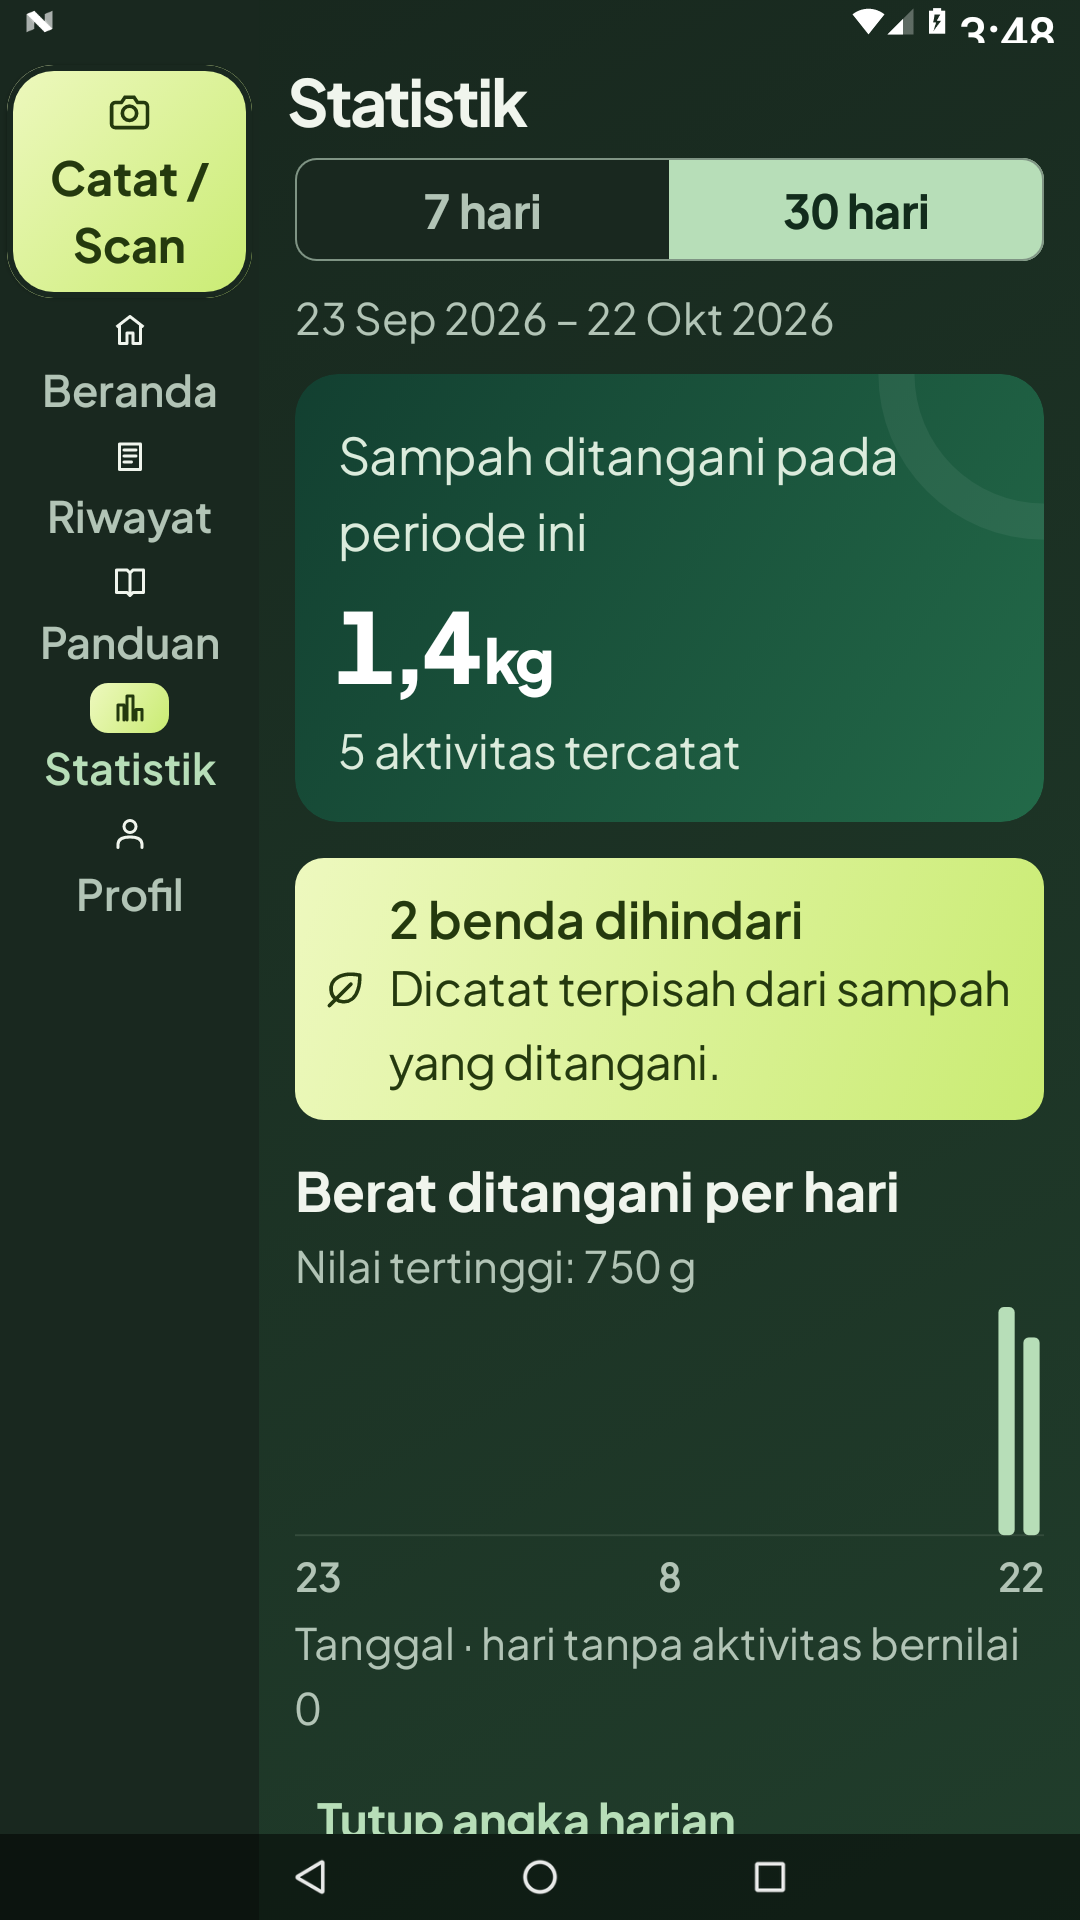 3:48
Catat /
Scan
Beranda
Riwayat
Panduan
Statistik
Profil
Statistik
7 hari
30 hari
23 Sep 2026 – 22 Okt 2026
Sampah ditangani pada
periode ini
1,4kg
5 aktivitas tercatat
2 benda dihindari
Dicatat terpisah dari sampah
yang ditangani.
Berat ditangani per hari
Nilai tertinggi: 750 g
23 8 22
Tanggal · hari tanpa aktivitas bernilai
0
Tutup angka harian